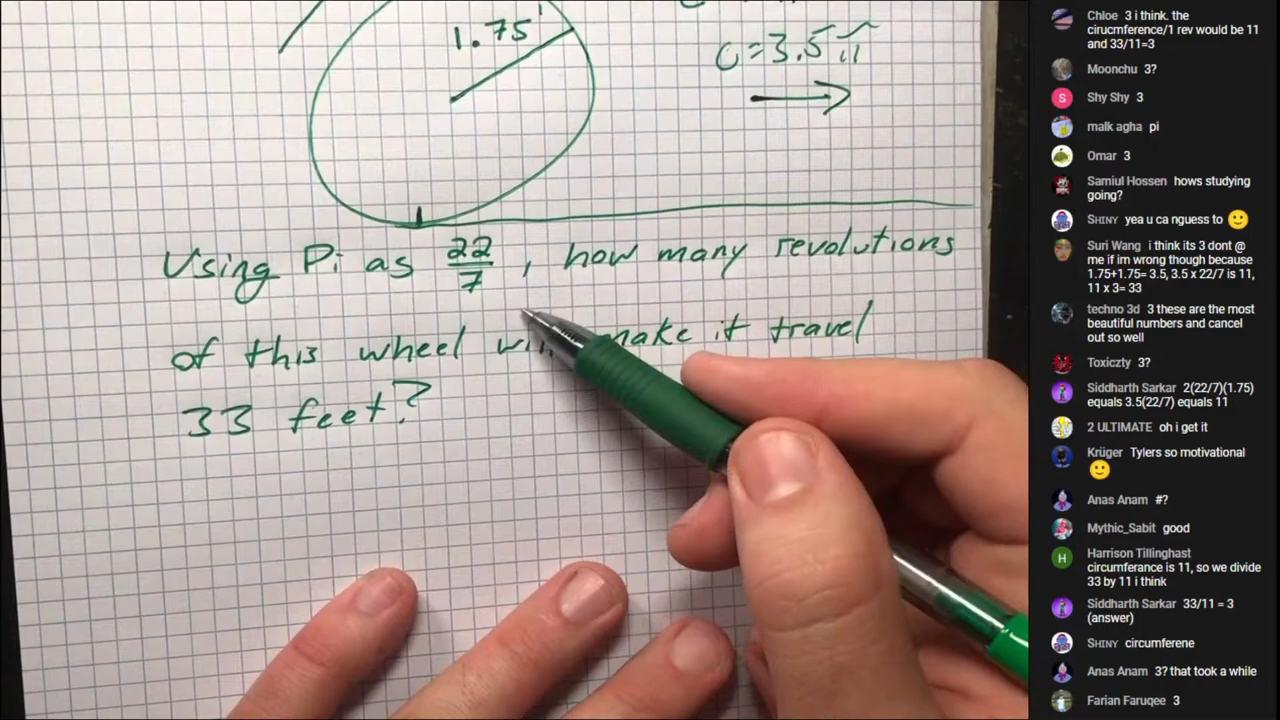 1.75'
C = 3.5 π
Using Pi as 22/7, how many revolutions
of this wheel will make it travel
33 feet?
Chloe 3 i think. the
cirucmference/1 rev would be 11
and 33/11=3
Moonchu 3?
S
Shy Shy 3
malk agha pi
Omar 3
Samiul Hossen hows studying
going?
SHINY yea u ca nguess to 🙂
Suri Wang i think its 3 dont @
me if im wrong though because
1.75+1.75= 3.5, 3.5 x 22/7 is 11,
11 x 3= 33
techno 3d 3 these are the most
beautiful numbers and cancel
out so well
Toxiczty 3?
Siddharth Sarkar 2(22/7)(1.75)
equals 3.5(22/7) equals 11
2 ULTIMATE oh i get it
Krüger Tylers so motivational
🙂
Anas Anam #?
Mythic_Sabit good
H
Harrison Tillinghast
circumferance is 11, so we divide
33 by 11 i think
Siddharth Sarkar 33/11 = 3
(answer)
SHINY circumferene
Anas Anam 3? that took a while
Farian Faruqee 3